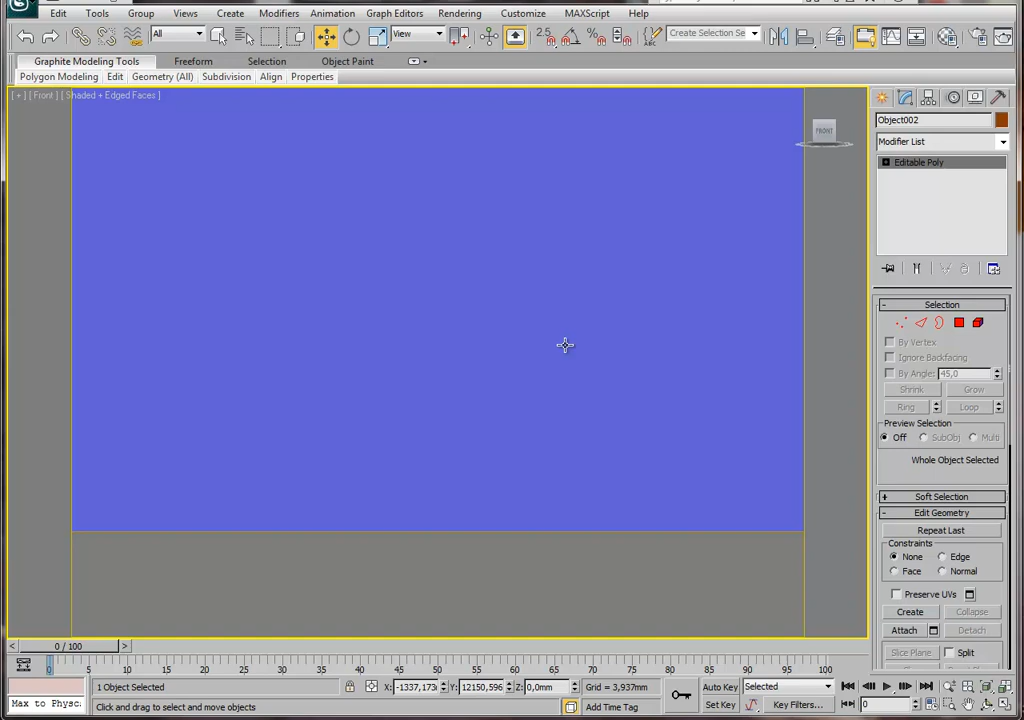 Edit Tools Group Views Create Modifiers Animation Graph Editors Rendering Customize MAXScript Help
All View 2.5 Create Selection Se
Graphite Modeling Tools Freeform Selection Object Paint
Polygon Modeling Edit Geometry (All) Subdivision Align Properties
[ + ] [ Front ] [ Shaded + Edged Faces ]
FRONT
Object002
Modifier List
Editable Poly
- Selection
By Vertex
Ignore Backfacing
By Angle: 45,0
Shrink Grow
Ring Loop
Preview Selection
Off SubObj Multi
Whole Object Selected
+ Soft Selection
- Edit Geometry
Repeat Last
Constraints
None Edge
Face Normal
Preserve UVs
Create Collapse
Attach Detach
Slice Plane Split
< 0 / 100 >
0 5 10 15 20 25 30 35 40 45 50 55 60 65 70 75 80 85 90 95 100
1 Object Selected X: -1337,173 Y: 12150,596 Z: 0,0mm Grid = 3,937mm Auto Key Selected
Max to Physc Click and drag to select and move objects Add Time Tag Set Key Key Filters... 0